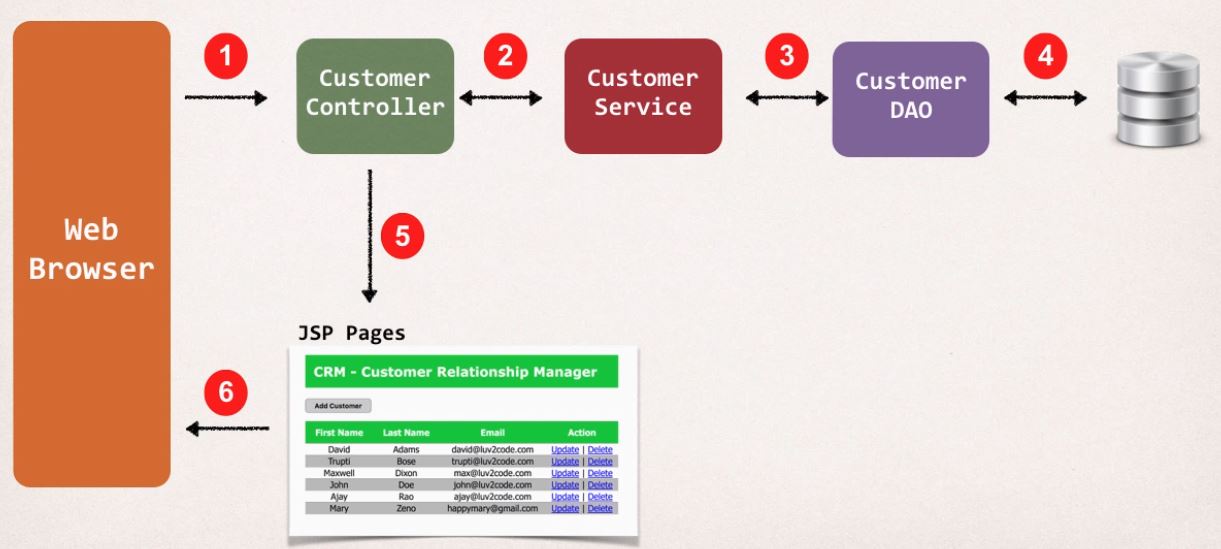 1
2
3
4
Customer
Controller
Customer
Service
Customer
DAO
Web
Browser
5
JSP Pages
CRM - Customer Relationship Manager
Add Customer
6
First Name Last Name Email Action
David Adams david@luv2code.com Update | Delete
Trupti Bose trupti@luv2code.com Update | Delete
Maxwell Dixon max@luv2code.com Update | Delete
John Doe john@luv2code.com Update | Delete
Ajay Rao ajay@luv2code.com Update | Delete
Mary Zeno happymary@gmail.com Update | Delete